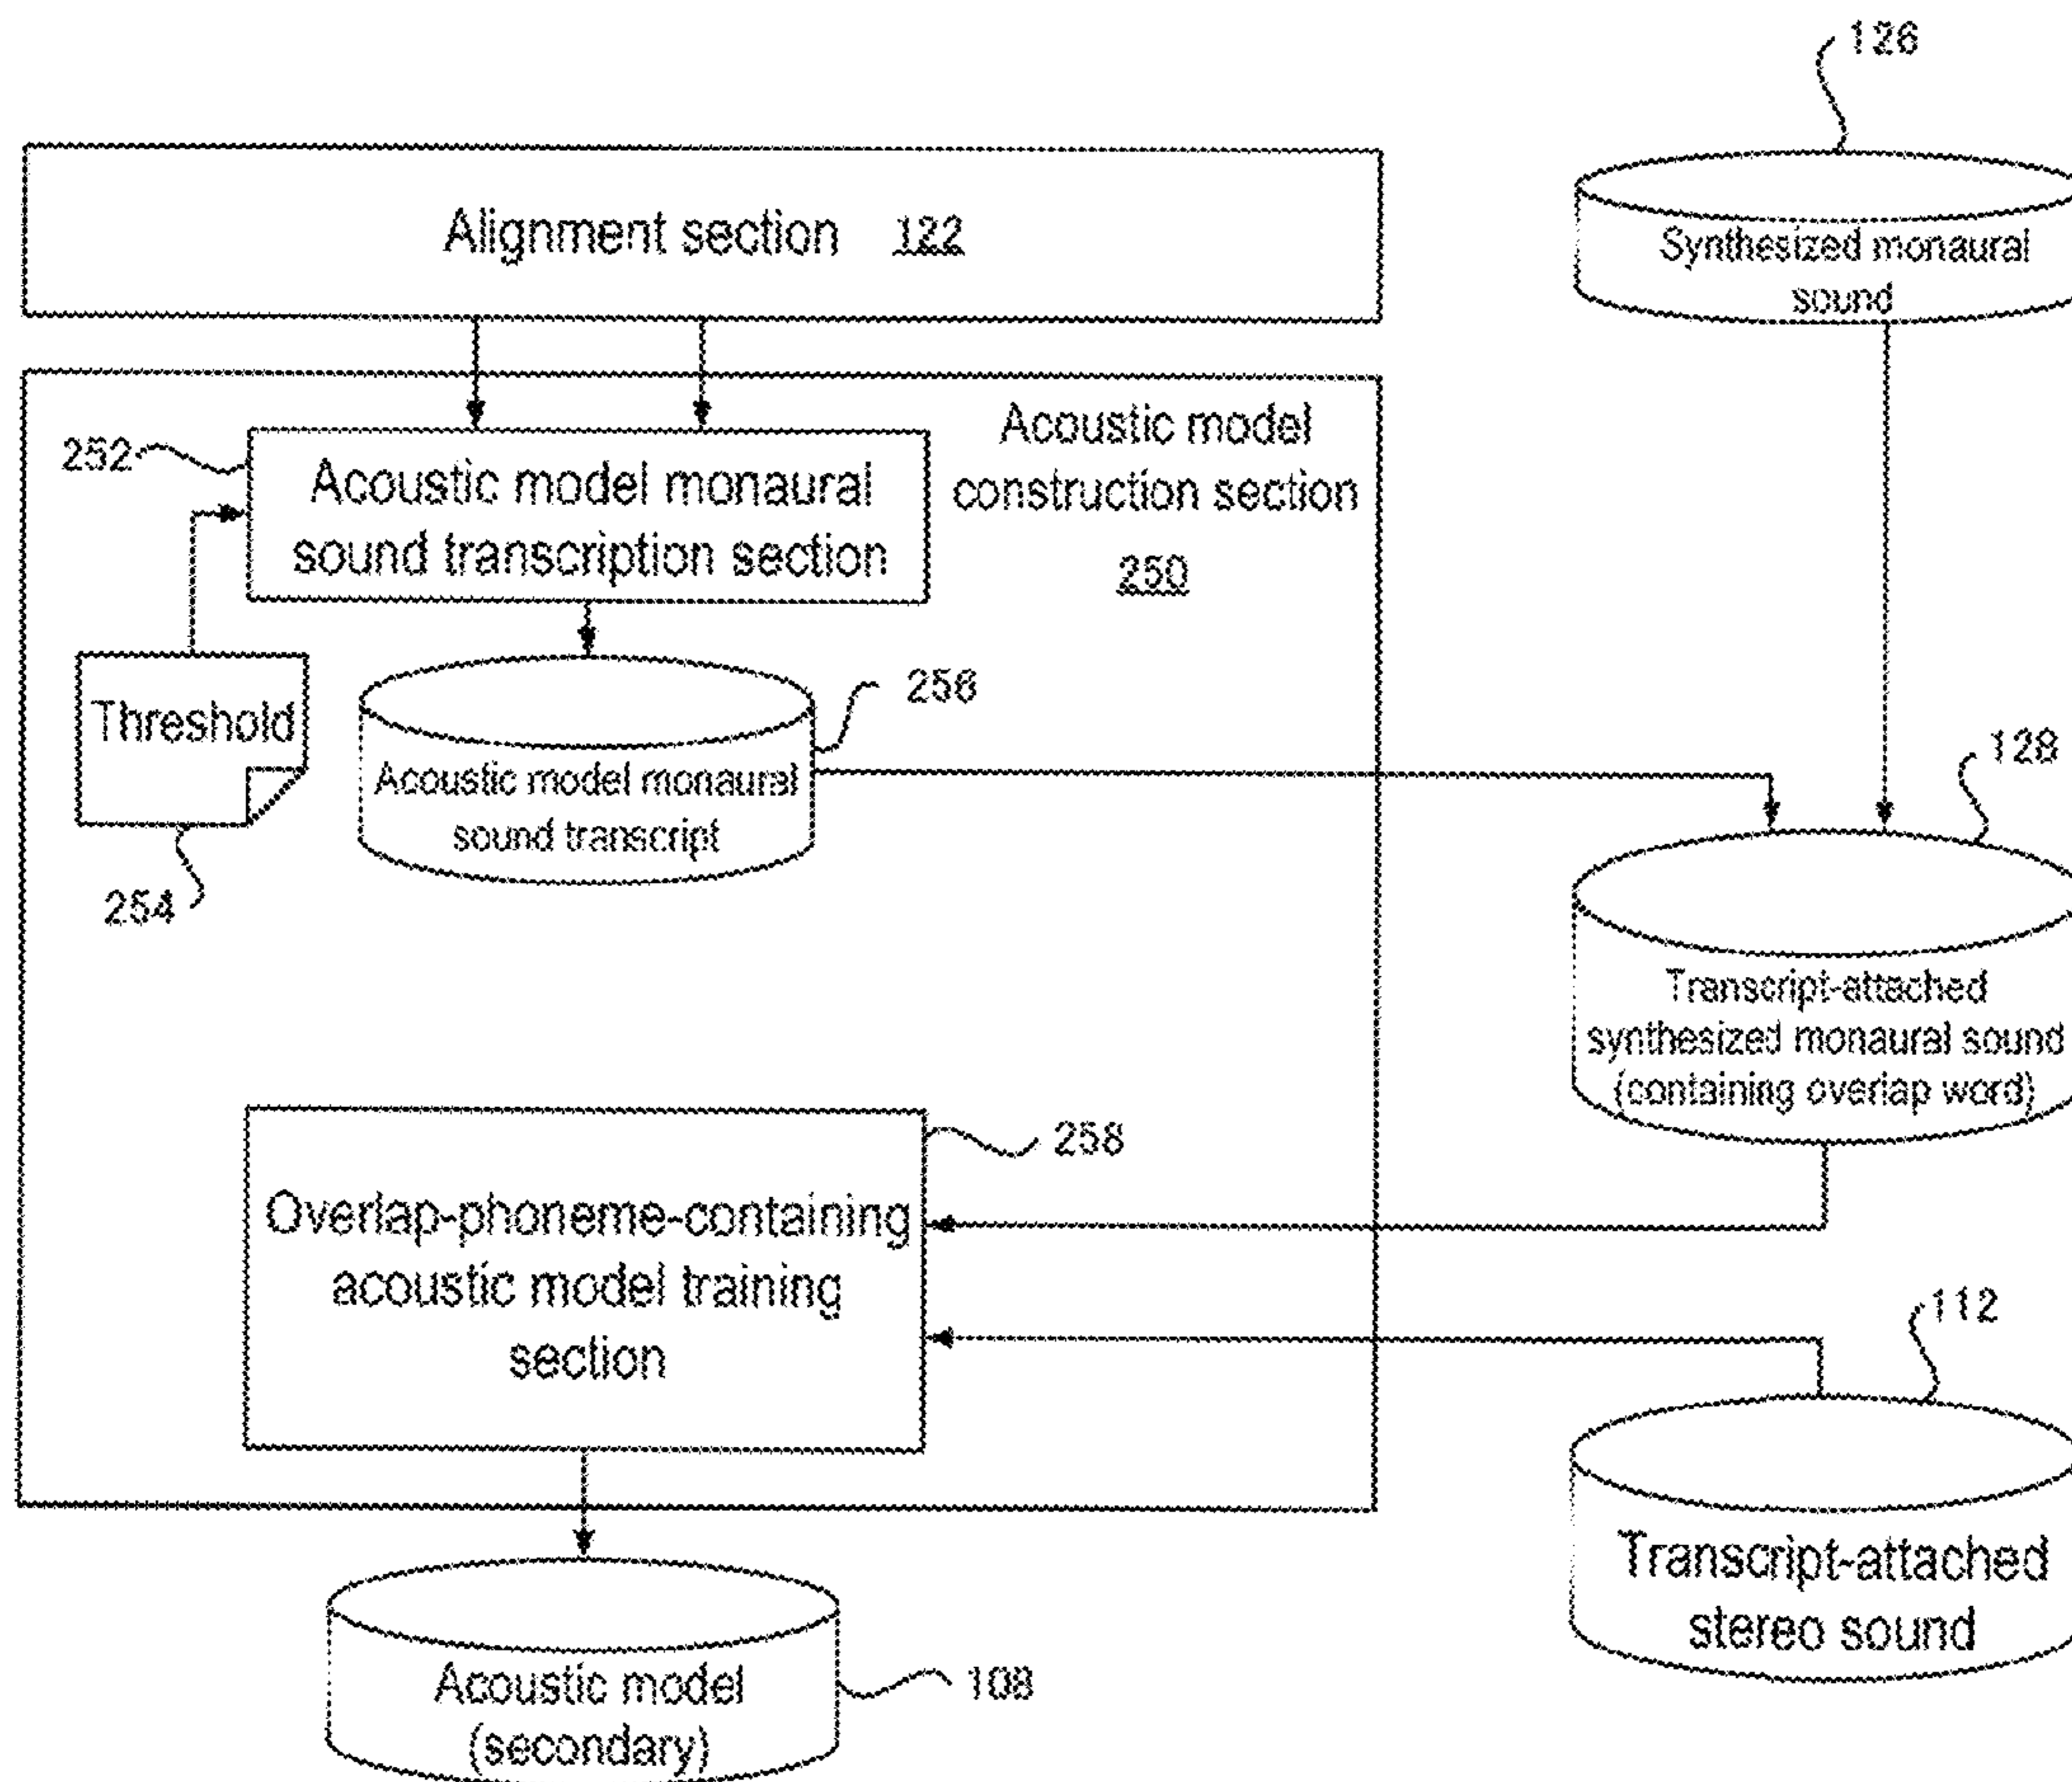 126
Alignment section 122
Synthesized monaural
sound
252
Acoustic model monaural
sound transcription section
Acoustic model
construction section
250
Threshold
254
256
Acoustic model monaural
sound transcript
128
Transcript-attached
synthesized monaural sound
(containing overlap word)
258
Overlap-phoneme-containing
acoustic model training
section
112
Transcript-attached
stereo sound
Acoustic model
(secondary)
108